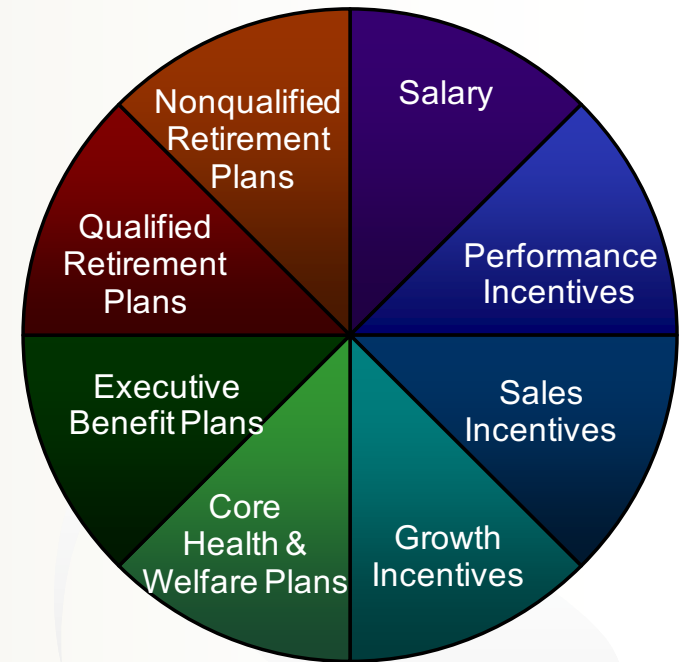 Salary
Performance
Incentives
Sales
Incentives
Growth
Incentives
Core
Health &
Welfare Plans
Executive
Benefit Plans
Qualified
Retirement
Plans
Nonqualified
Retirement
Plans